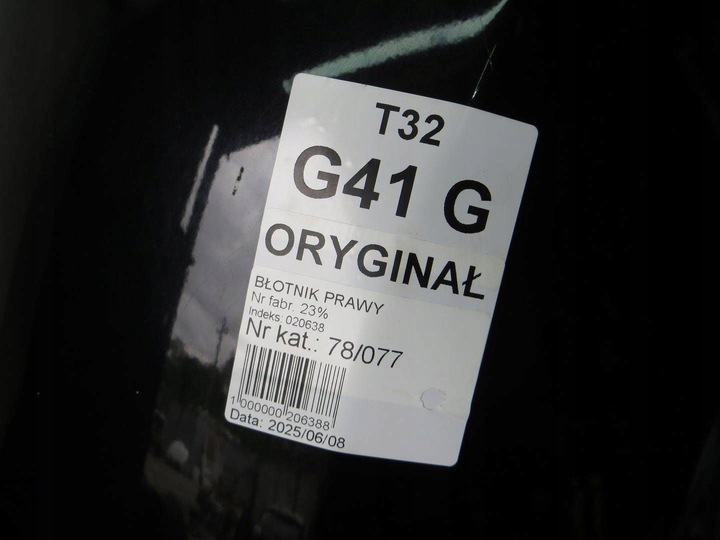 T32
G41 G
ORYGINAŁ
BŁOTNIK PRAWY
Nr fabr. 23%
Indeks: 020638
Nr kat.: 78/077
1 000000 206388
Data: 2025/06/08